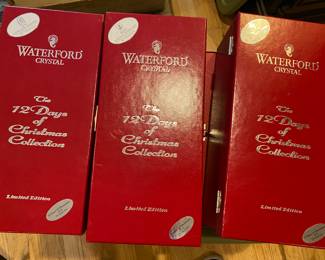 WATERFORD
CRYSTAL
The
12 Days
of
Christmas
Collection
Limited Edition
WATERFORD
CRYSTAL
The
12 Days
of
Christmas
Collection
Limited Edition
WATERFORD
CRYSTAL
The
12 Days
of
Christmas
Collection
Limited Edition